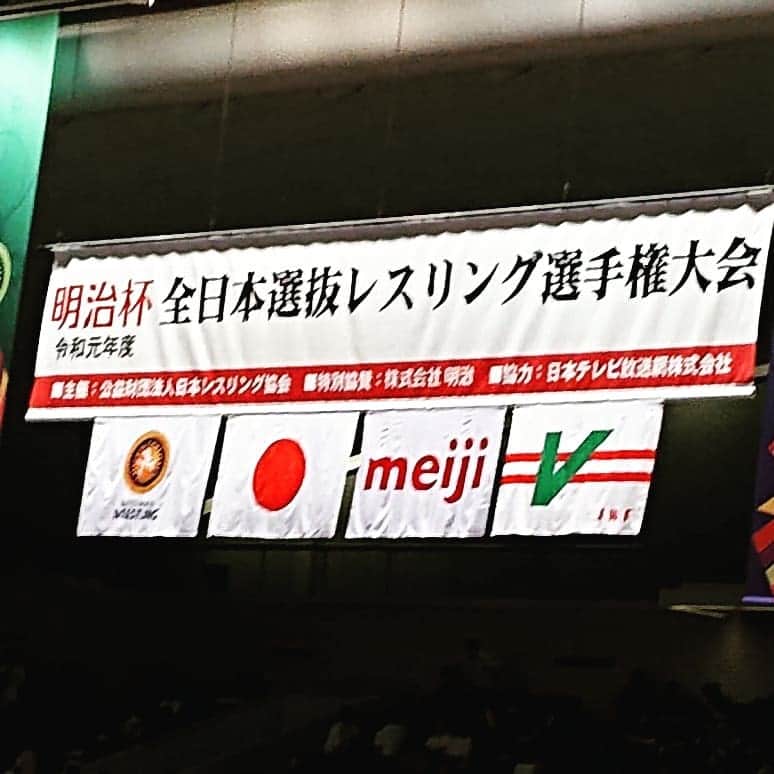 明治杯 全日本選抜レスリング選手権大会
令和元年度
■主催：公益財団法人日本レスリング協会 ■特別協賛：株式会社 明治 ■協力：日本テレビ放送網株式会社
meiji